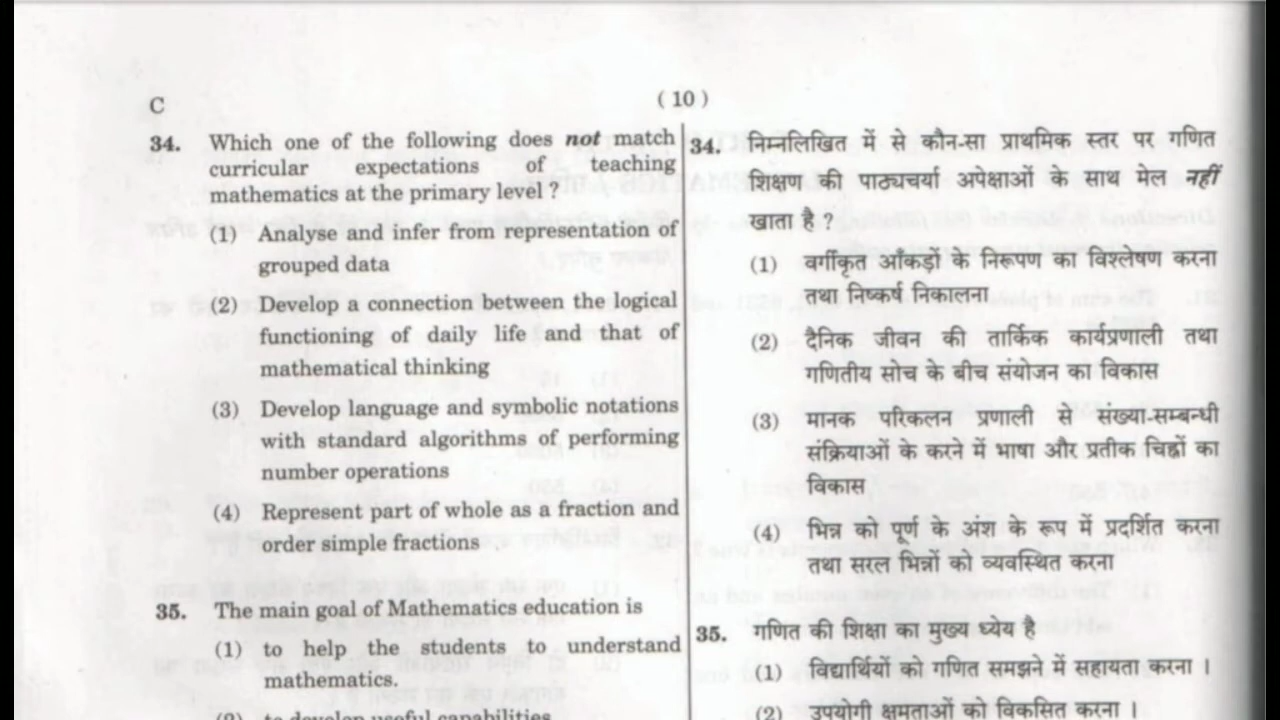 C
( 10 )
34. Which one of the following does not match
curricular expectations of teaching
mathematics at the primary level ?
(1) Analyse and infer from representation of
grouped data
(2) Develop a connection between the logical
functioning of daily life and that of
mathematical thinking
(3) Develop language and symbolic notations
with standard algorithms of performing
number operations
(4) Represent part of whole as a fraction and
order simple fractions
35. The main goal of Mathematics education is
(1) to help the students to understand
mathematics.
(2) to develop useful capabilities
34. निम्नलिखित में से कौन-सा प्राथमिक स्तर पर गणित
शिक्षण की पाठ्यचर्या अपेक्षाओं के साथ मेल नहीं
खाता है ?
(1) वर्गीकृत आँकड़ों के निरूपण का विश्लेषण करना
तथा निष्कर्ष निकालना
(2) दैनिक जीवन की तार्किक कार्यप्रणाली तथा
गणितीय सोच के बीच संयोजन का विकास
(3) मानक परिकलन प्रणाली से संख्या-सम्बन्धी
संक्रियाओं के करने में भाषा और प्रतीक चिह्नों का
विकास
(4) भिन्न को पूर्ण के अंश के रूप में प्रदर्शित करना
तथा सरल भिन्नों को व्यवस्थित करना
35. गणित की शिक्षा का मुख्य ध्येय है
(1) विद्यार्थियों को गणित समझने में सहायता करना ।
(2) उपयोगी क्षमताओं को विकसित करना ।